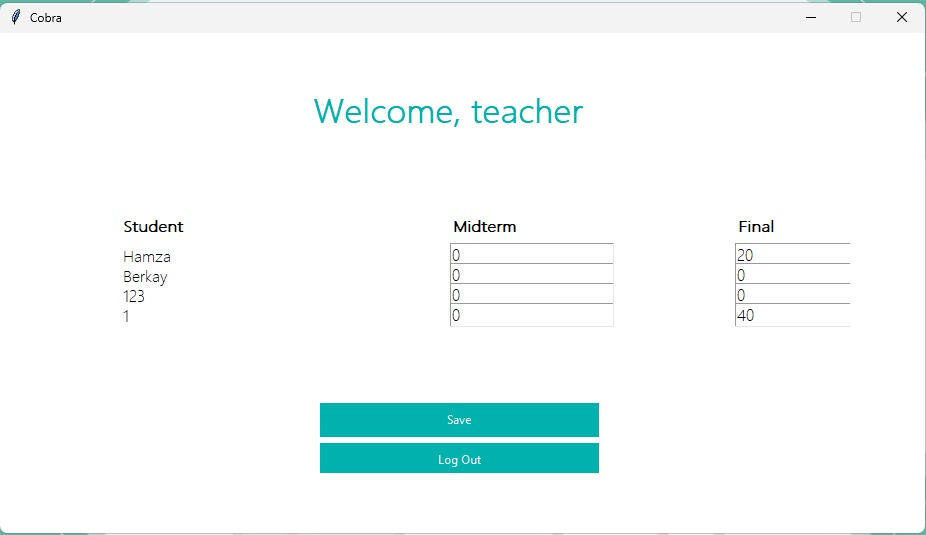 Cobra
Welcome, teacher
Student Midterm Final
Hamza 0 20
Berkay 0 0
123 0 0
1 0 40
Save
Log Out